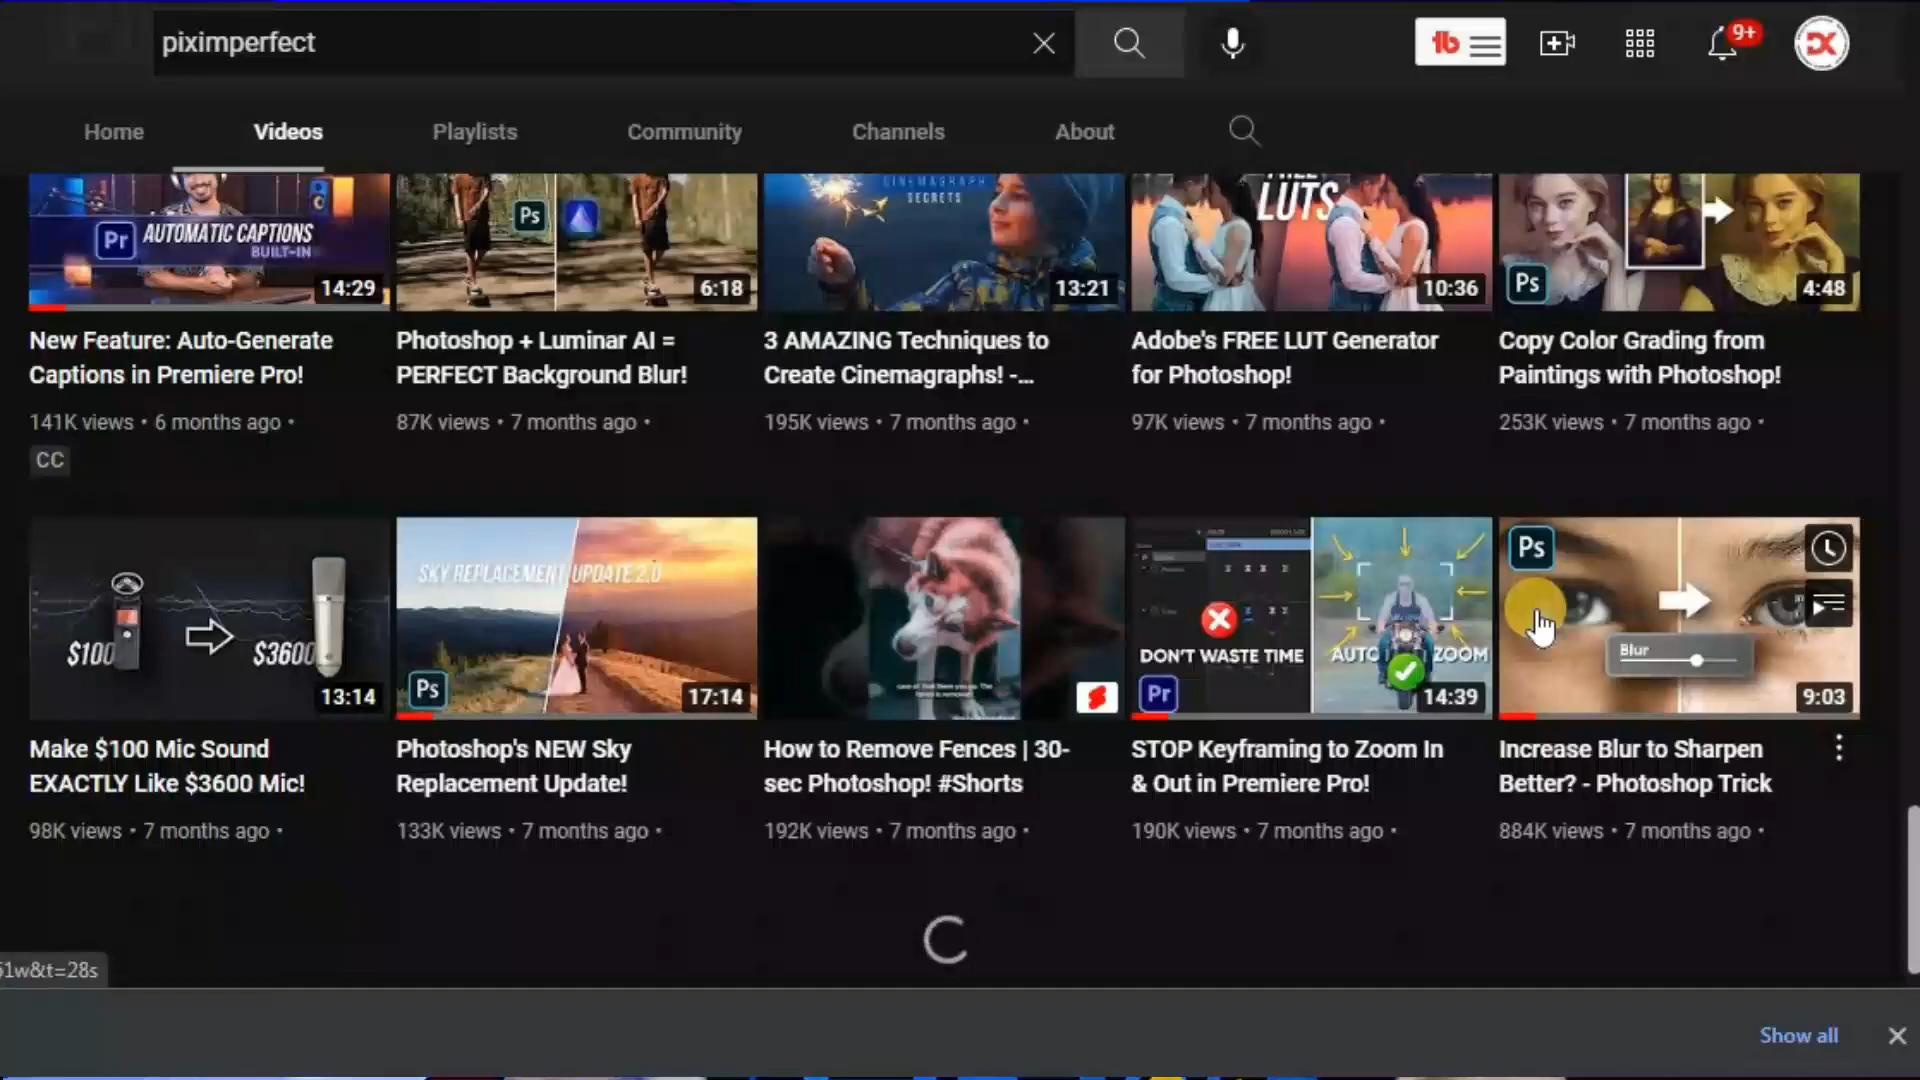 piximperfect
9+
Home
Videos
Playlists
Community
Channels
About
Pr
AUTOMATIC CAPTIONS
BUILT-IN
14:29
Ps
6:18
CINEMAGRAPH
SECRETS
13:21
FREE
LUTS
10:36
Ps
4:48
New Feature: Auto-Generate
Captions in Premiere Pro!
141K views • 6 months ago •
CC
Photoshop + Luminar AI =
PERFECT Background Blur!
87K views • 7 months ago •
3 AMAZING Techniques to
Create Cinemagraphs! -...
195K views • 7 months ago •
Adobe's FREE LUT Generator
for Photoshop!
97K views • 7 months ago •
Copy Color Grading from
Paintings with Photoshop!
253K views • 7 months ago •
$100
$3600
13:14
SKY REPLACEMENT UPDATE 2.0
Ps
17:14
DON'T WASTE TIME
AUTO ZOOM
Pr
14:39
Ps
Blur
9:03
Make $100 Mic Sound
EXACTLY Like $3600 Mic!
98K views • 7 months ago •
Photoshop's NEW Sky
Replacement Update!
133K views • 7 months ago •
How to Remove Fences | 30-
sec Photoshop! #Shorts
192K views • 7 months ago •
STOP Keyframing to Zoom In
& Out in Premiere Pro!
190K views • 7 months ago •
Increase Blur to Sharpen
Better? - Photoshop Trick
884K views • 7 months ago •
51w&t=28s
Show all